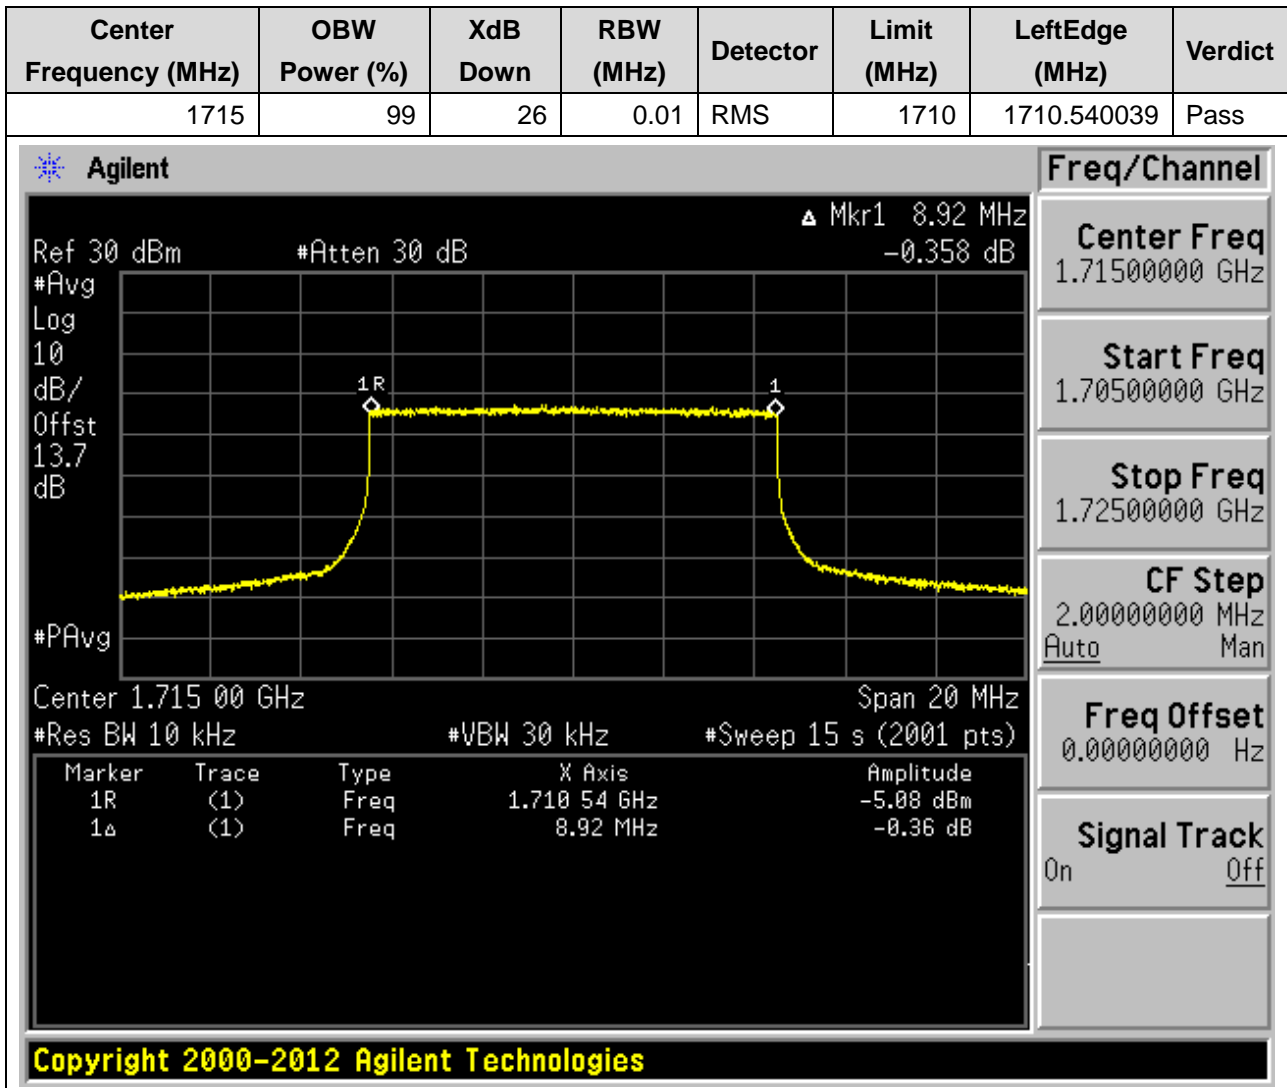 Center Frequency (MHz) OBW Power (%) XdB Down RBW (MHz) Detector Limit (MHz) LeftEdge (MHz) Verdict
1715 99 26 0.01 RMS 1710 1710.540039 Pass
Agilent
Freq/Channel
Δ Mkr1 8.92 MHz
Ref 30 dBm #Atten 30 dB -0.358 dB
#Avg
Log
10
dB/
Offst
13.7
dB
1R
1
#PAvg
Center 1.715 00 GHz Span 20 MHz
#Res BW 10 kHz #VBW 30 kHz #Sweep 15 s (2001 pts)
Marker Trace Type X Axis Amplitude
1R (1) Freq 1.710 54 GHz -5.08 dBm
1Δ (1) Freq 8.92 MHz -0.36 dB
Center Freq
1.71500000 GHz
Start Freq
1.70500000 GHz
Stop Freq
1.72500000 GHz
CF Step
2.00000000 MHz
Auto Man
Freq Offset
0.00000000 Hz
Signal Track
On Off
Copyright 2000-2012 Agilent Technologies